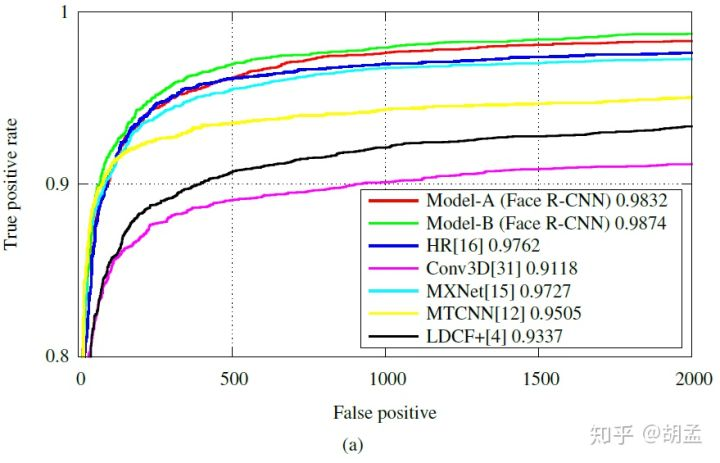 1
0.9
0.8
True positive rate
0
500
1000
1500
2000
False positive
Model-A (Face R-CNN) 0.9832
Model-B (Face R-CNN) 0.9874
HR[16] 0.9762
Conv3D[31] 0.9118
MXNet[15] 0.9727
MTCNN[12] 0.9505
LDCF+[4] 0.9337
(a)
知乎 @胡孟